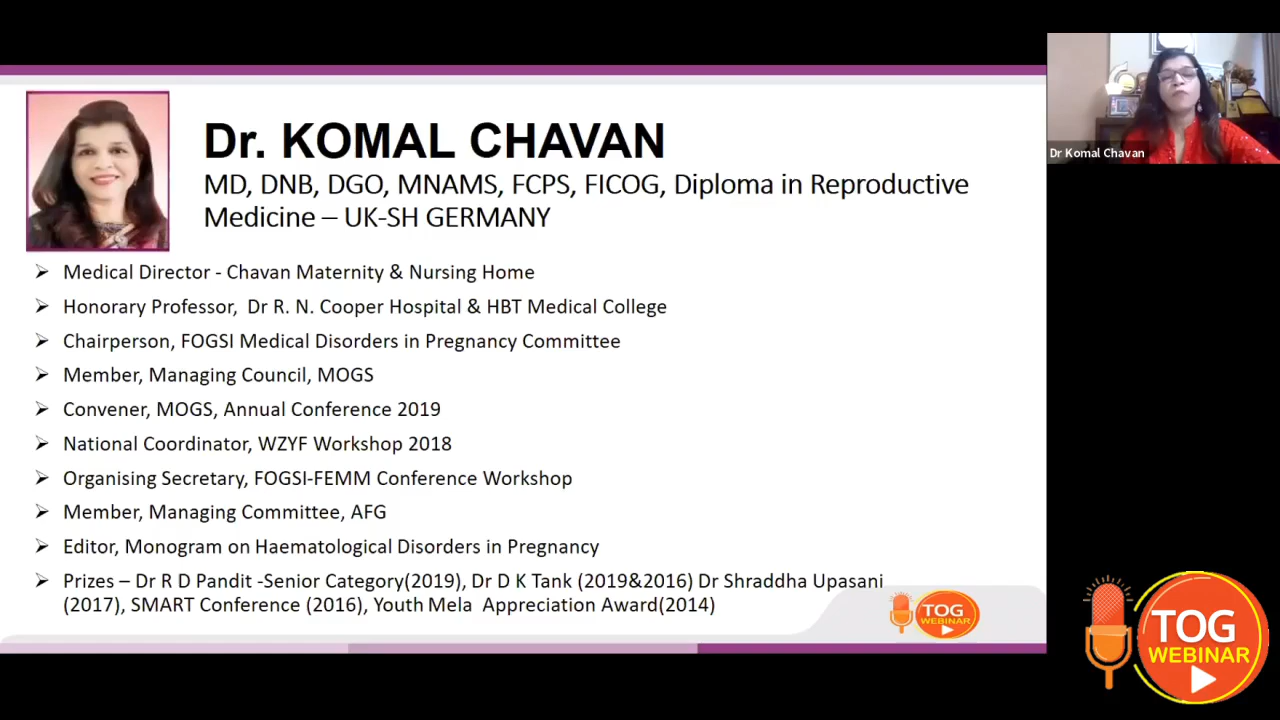 Dr. KOMAL CHAVAN
MD, DNB, DGO, MNAMS, FCPS, FICOG, Diploma in Reproductive
Medicine – UK-SH GERMANY
Medical Director - Chavan Maternity & Nursing Home
Honorary Professor, Dr R. N. Cooper Hospital & HBT Medical College
Chairperson, FOGSI Medical Disorders in Pregnancy Committee
Member, Managing Council, MOGS
Convener, MOGS, Annual Conference 2019
National Coordinator, WZYF Workshop 2018
Organising Secretary, FOGSI-FEMM Conference Workshop
Member, Managing Committee, AFG
Editor, Monogram on Haematological Disorders in Pregnancy
Prizes – Dr R D Pandit -Senior Category(2019), Dr D K Tank (2019&2016) Dr Shraddha Upasani
(2017), SMART Conference (2016), Youth Mela Appreciation Award(2014)
TOG
WEBINAR
Dr Komal Chavan
TOG
WEBINAR